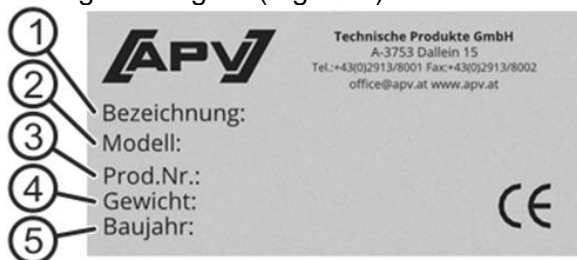 1
2
3
4
5
APV
Technische Produkte GmbH
A-3753 Dallein 15
Tel.:+43(0)2913/8001 Fax:+43(0)2913/8002
office@apv.at www.apv.at
Bezeichnung:
Modell:
Prod.Nr.:
Gewicht:
Baujahr:
CE